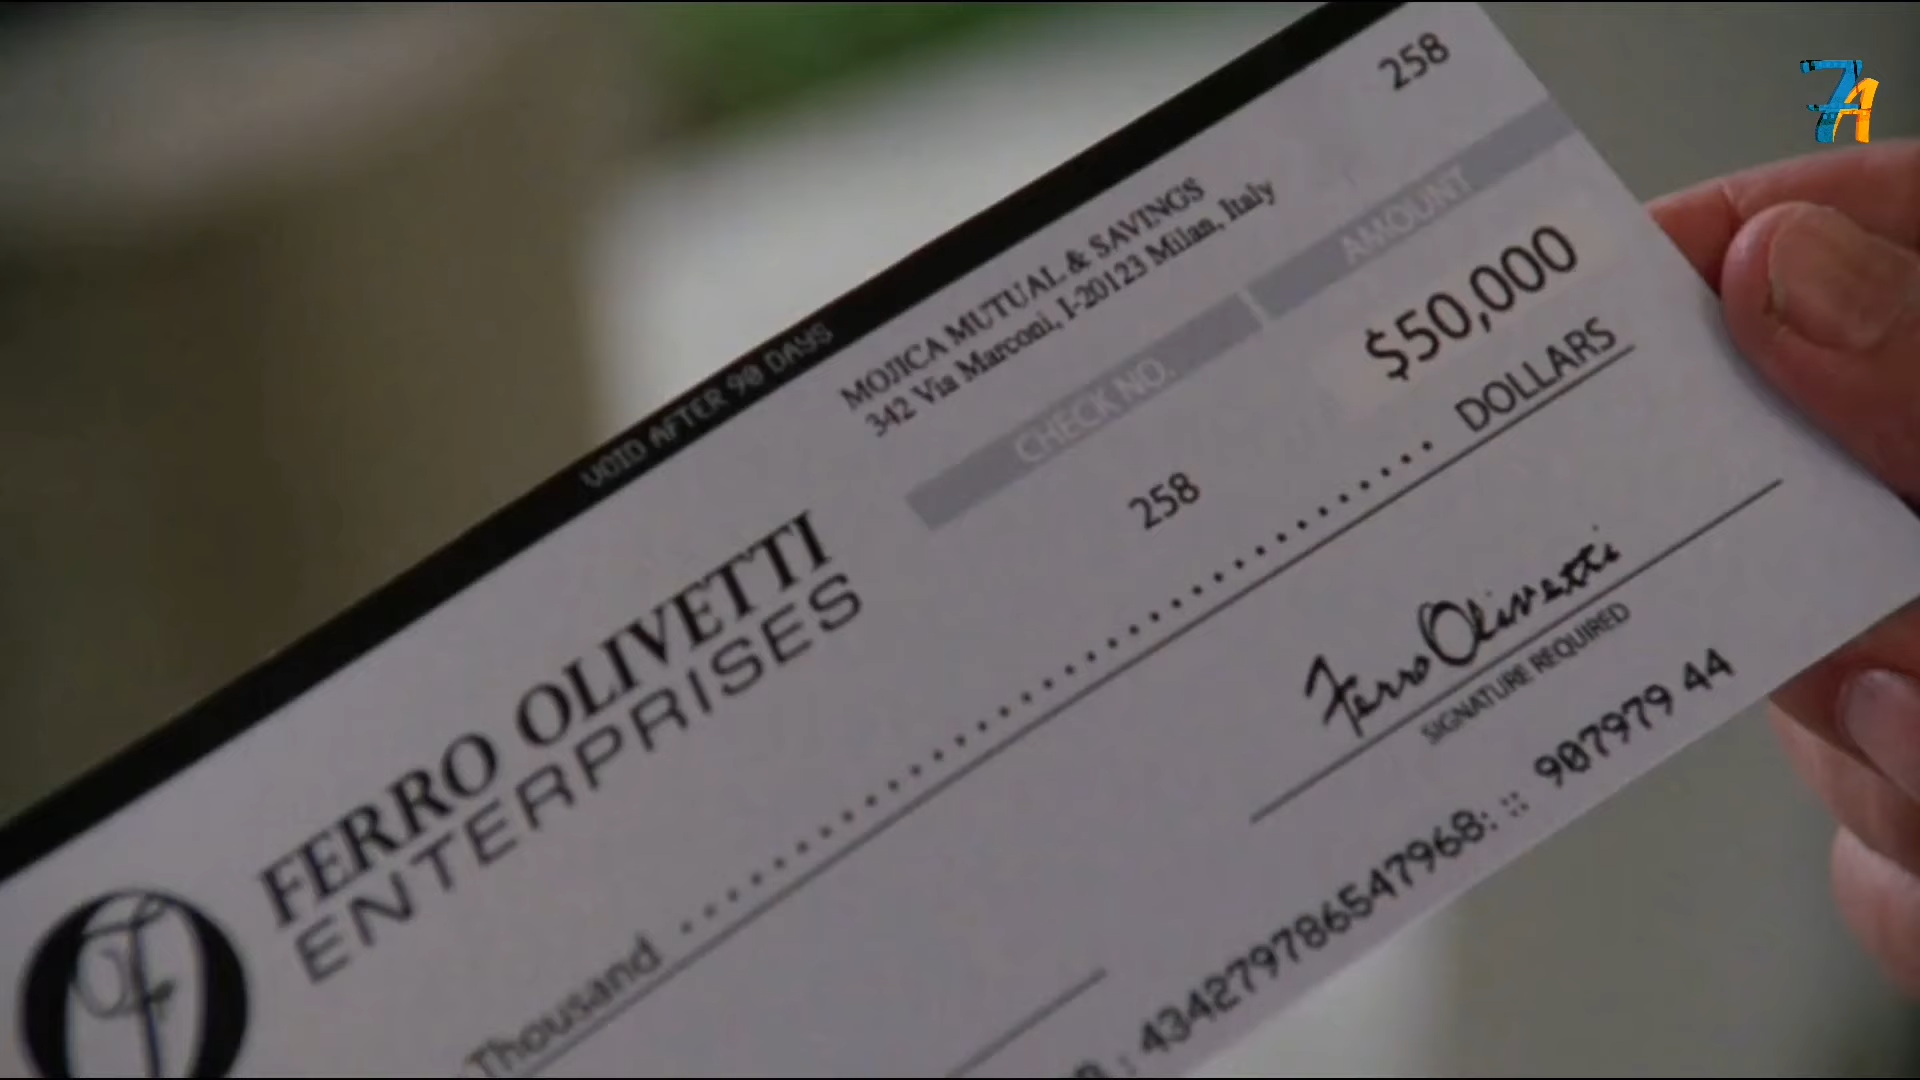 7A
258
VOID AFTER 90 DAYS
MOJICA MUTUAL & SAVINGS
342 Via Marconi, I-20123 Milan, Italy
CHECK NO.
AMOUNT
258
$50,000
FERRO OLIVETTI
ENTERPRISES
Thousand ........................................ DOLLARS
Ferro Olivetti
SIGNATURE REQUIRED
: 434279786547968: :: 907979 44